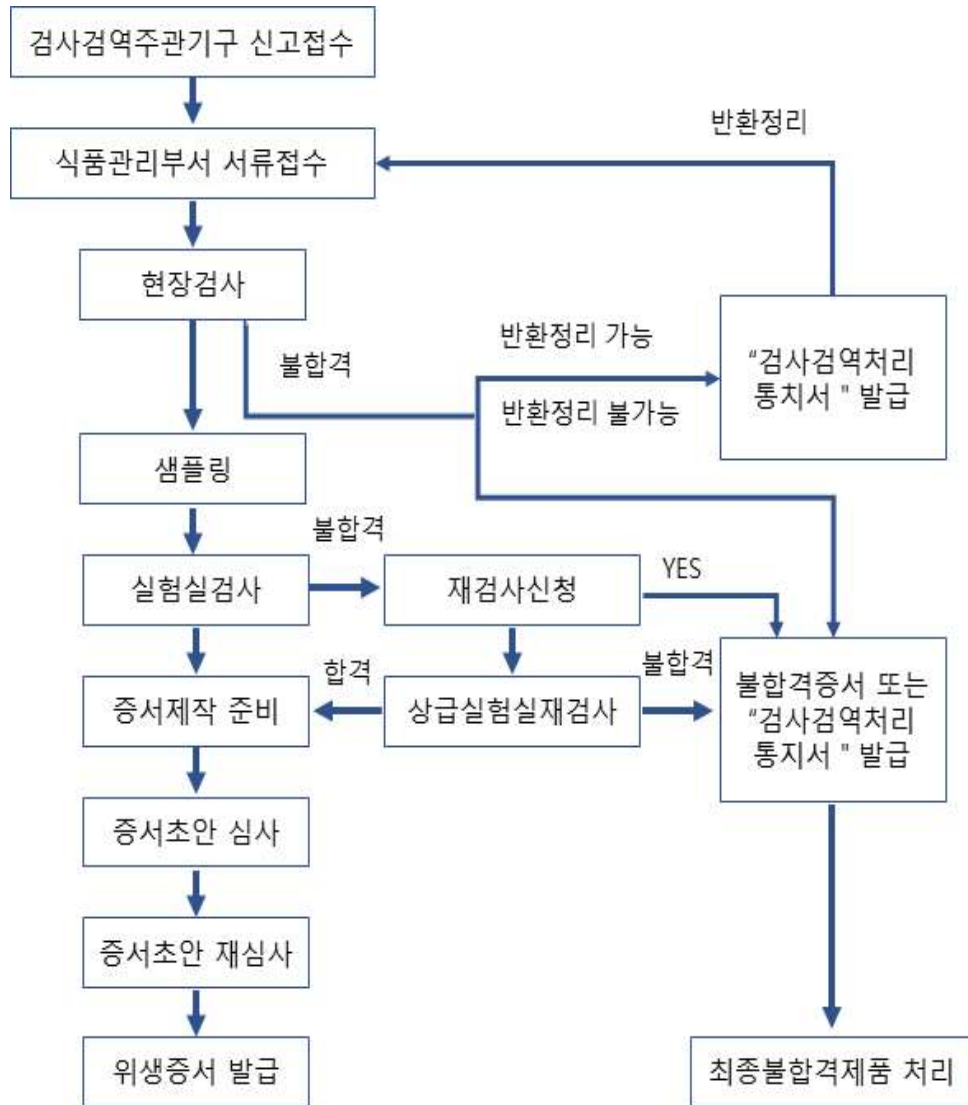 검사검역주관기구 신고접수
반환정리
식품관리부서 서류접수
현장검사
불합격
반환정리 가능
반환정리 불가능
“검사검역처리
통치서 " 발급
샘플링
불합격
실험실검사
재검사신청
YES
합격
불합격
증서제작 준비
상급실험실재검사
불합격증서 또는
“검사검역처리
통지서 " 발급
증서초안 심사
증서초안 재심사
위생증서 발급
최종불합격제품 처리